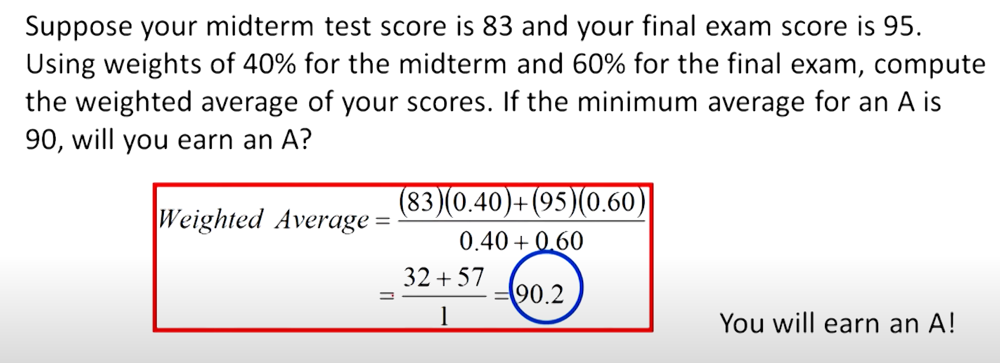 Suppose your midterm test score is 83 and your final exam score is 95.
Using weights of 40% for the midterm and 60% for the final exam, compute
the weighted average of your scores. If the minimum average for an A is
90, will you earn an A?
Weighted Average = (83)(0.40)+(95)(0.60)
0.40 + 0.60
= 32 + 57
1
= 90.2
You will earn an A!